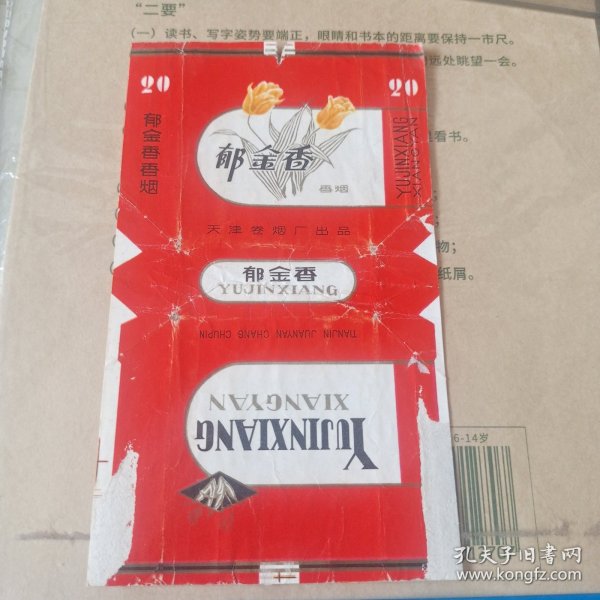 “二要”
(一) 读书、写字姿势要端正，眼睛和书本的距离要保持一市尺。
远处眺望一会。
看书。
物；
纸屑。
20
20
郁金香香烟
郁金香
香烟
YUJINXIANG
XIANGYAN
天津卷烟厂出品
郁金香
YUJINXIANG
TIANJIN JUANYAN CHANG CHUPIN
XIANGYAN
YUJINXIANG
6-14岁
孔夫子旧书网
www.kongfz.com